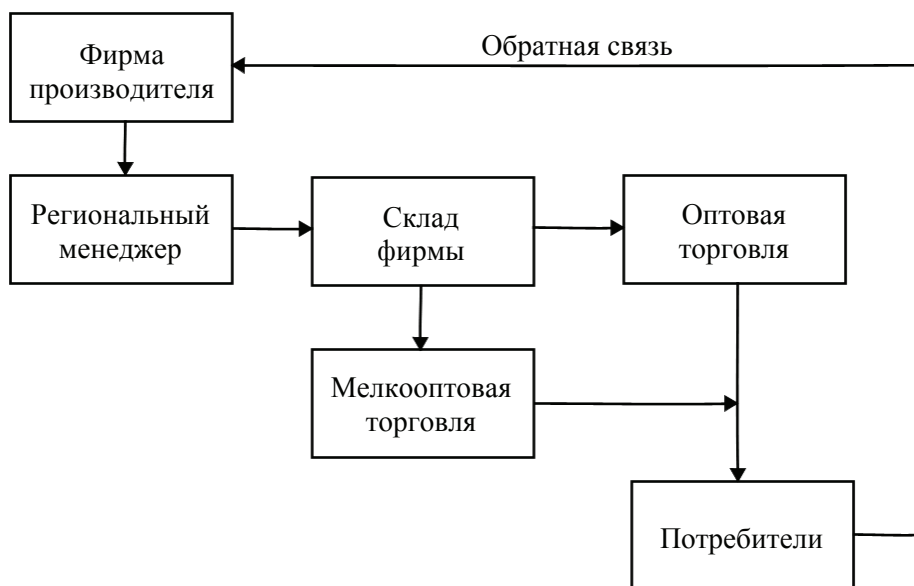 Фирма
производителя
Обратная связь
Региональный
менеджер
Склад
фирмы
Оптовая
торговля
Мелкооптовая
торговля
Потребители